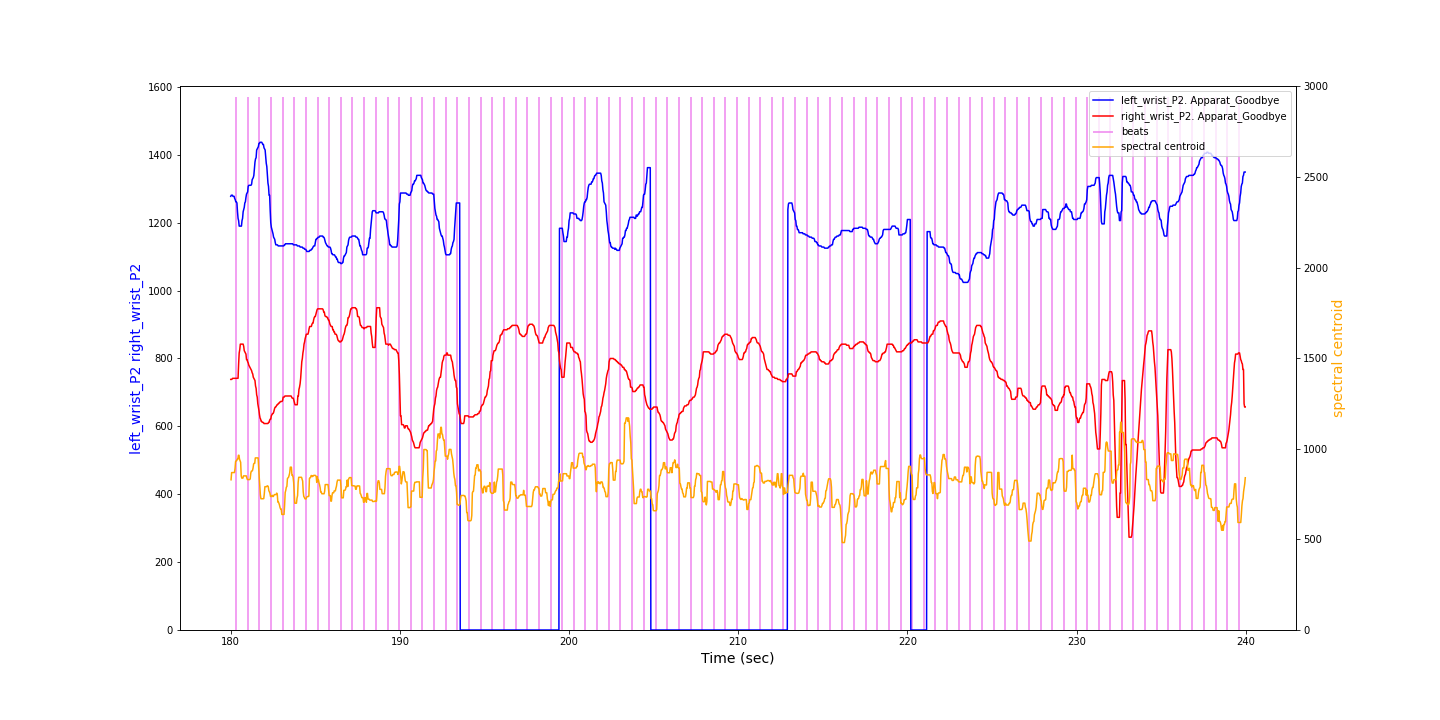 1600
1400
1200
1000
800
600
400
200
0
left_wrist_P2 right_wrist_P2
3000
2500
2000
1500
1000
500
0
spectral centroid
left_wrist_P2. Apparat_Goodbye
right_wrist_P2. Apparat_Goodbye
beats
spectral centroid
180 190 200 210 220 230 240
Time (sec)